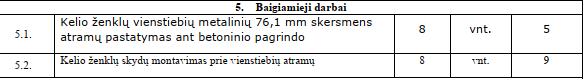 5. Baigiamieji darbai
5.1. Kelio ženklų vienstiebių metalinių 76,1 mm skersmens atramų pastatymas ant betoninio pagrindo 8 vnt. 5
5.2. Kelio ženklų skydų montavimas prie vienstiebių atramų 8 vnt. 9